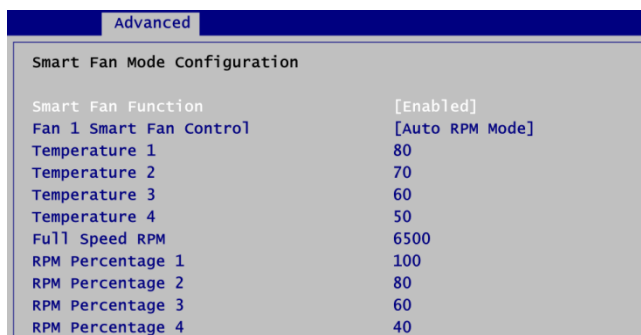 Advanced
Smart Fan Mode Configuration
Smart Fan Function [Enabled]
Fan 1 Smart Fan Control [Auto RPM Mode]
Temperature 1 80
Temperature 2 70
Temperature 3 60
Temperature 4 50
Full Speed RPM 6500
RPM Percentage 1 100
RPM Percentage 2 80
RPM Percentage 3 60
RPM Percentage 4 40